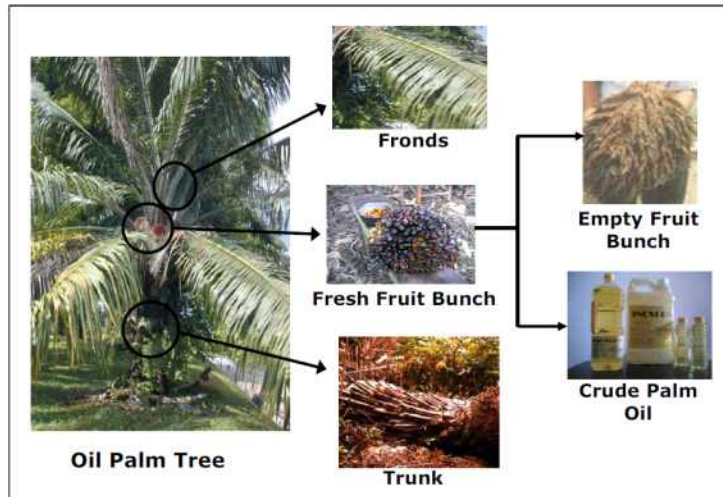 Fronds
Empty Fruit
Bunch
Fresh Fruit Bunch
Crude Palm
Oil
Oil Palm Tree
Trunk